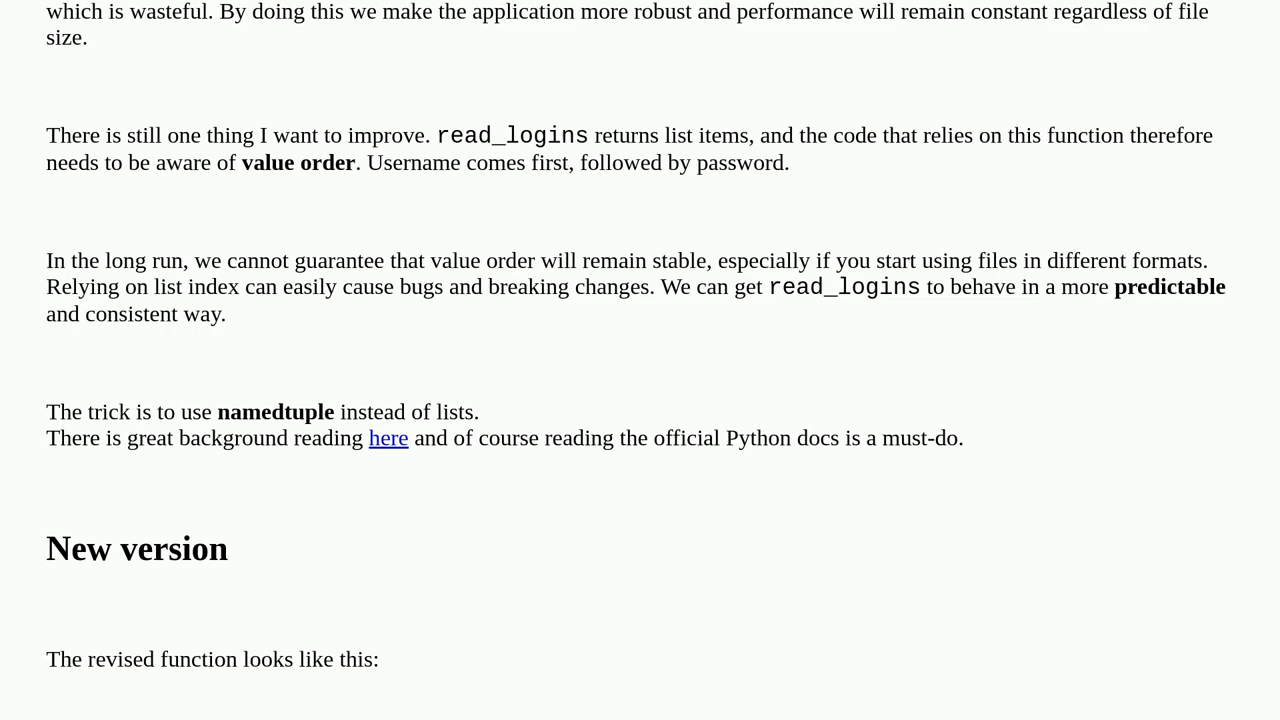 which is wasteful. By doing this we make the application more robust and performance will remain constant regardless of file
size.
There is still one thing I want to improve. read_logins returns list items, and the code that relies on this function therefore
needs to be aware of value order. Username comes first, followed by password.
In the long run, we cannot guarantee that value order will remain stable, especially if you start using files in different formats.
Relying on list index can easily cause bugs and breaking changes. We can get read_logins to behave in a more predictable
and consistent way.
The trick is to use namedtuple instead of lists.
There is great background reading here and of course reading the official Python docs is a must-do.
New version
The revised function looks like this: